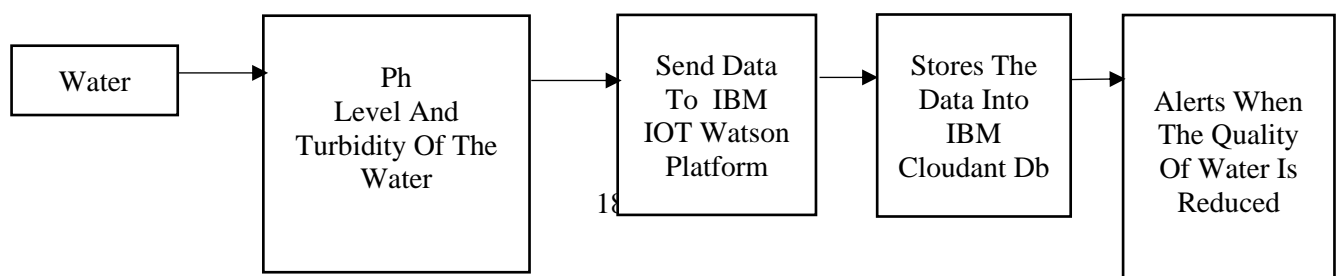 Water
Ph
Level And
Turbidity Of The
Water
Send Data
To IBM
IOT Watson
Platform
Stores The
Data Into
IBM
Cloudant Db
Alerts When
The Quality
Of Water Is
Reduced